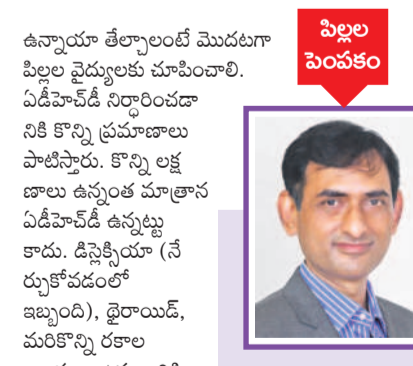 ఉన్నాయా తేల్చాలంటే మొదటగా
పిల్లల వైద్యులకు చూపించాలి.
ఏడీహెచ్‌డీ నిర్ధారించడా
నికి కొన్ని ప్రమాణాలు
పాటిస్తారు. కొన్ని లక్ష
ణాలు ఉన్నంత మాత్రాన
ఏడీహెచ్‌డీ ఉన్నట్టు
కాదు. డిస్లెక్సియా (నే
ర్చుకోవడంలో
ఇబ్బంది), థైరాయిడ్,
మరికొన్ని రకాల
పిల్లల
పెంపకం